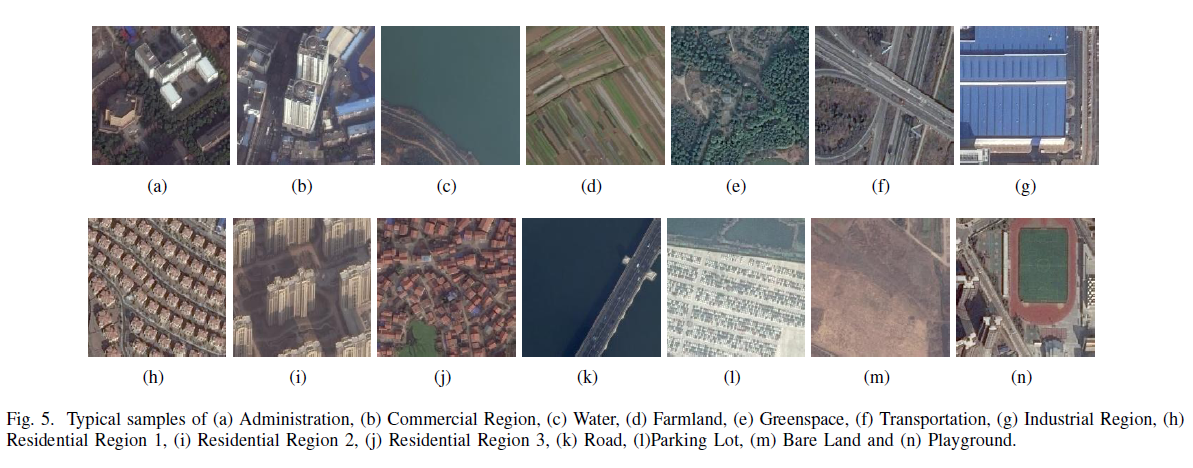 (a) (b) (c) (d) (e) (f) (g)
(h) (i) (j) (k) (l) (m) (n)
Fig. 5. Typical samples of (a) Administration, (b) Commercial Region, (c) Water, (d) Farmland, (e) Greenspace, (f) Transportation, (g) Industrial Region, (h)
Residential Region 1, (i) Residential Region 2, (j) Residential Region 3, (k) Road, (l)Parking Lot, (m) Bare Land and (n) Playground.